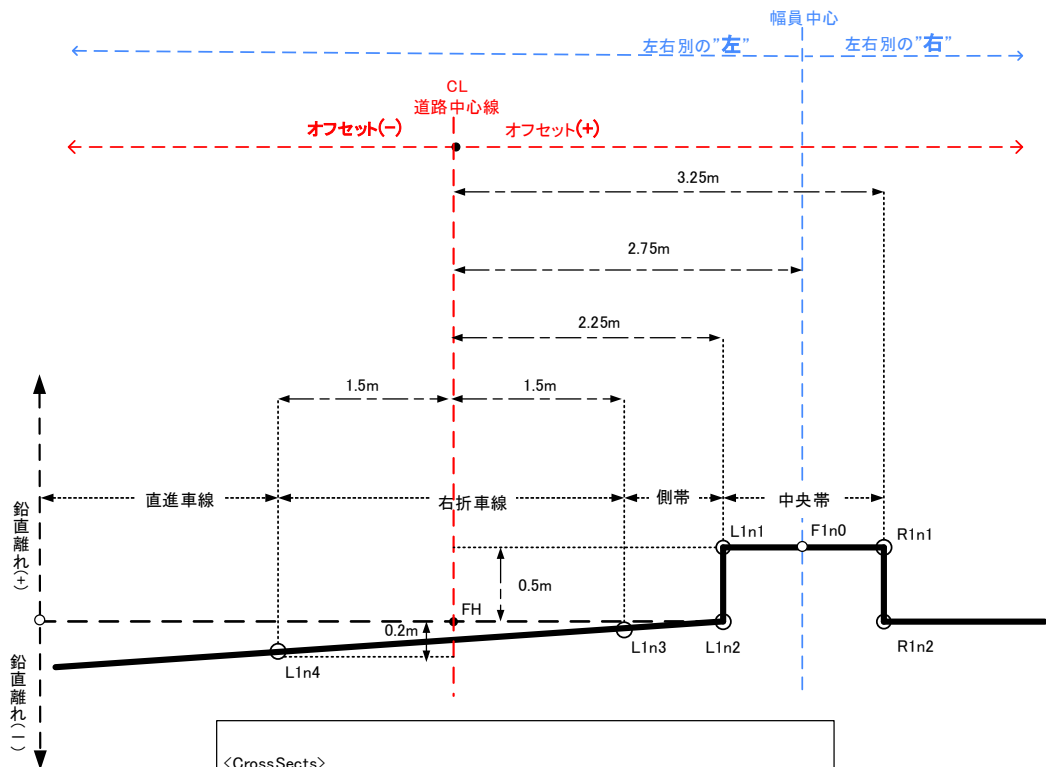 幅員中心
左右別の"左"
左右別の"右"
CL
道路中心線
オフセット(-)
オフセット(+)
3.25m
2.75m
2.25m
1.5m
1.5m
直進車線
右折車線
側帯
中央帯
鉛直離れ(+)
L1n1
F1n0
R1n1
0.5m
FH
0.2m
L1n4
L1n3
L1n2
R1n2
鉛直離れ(-)
<CrossSects>